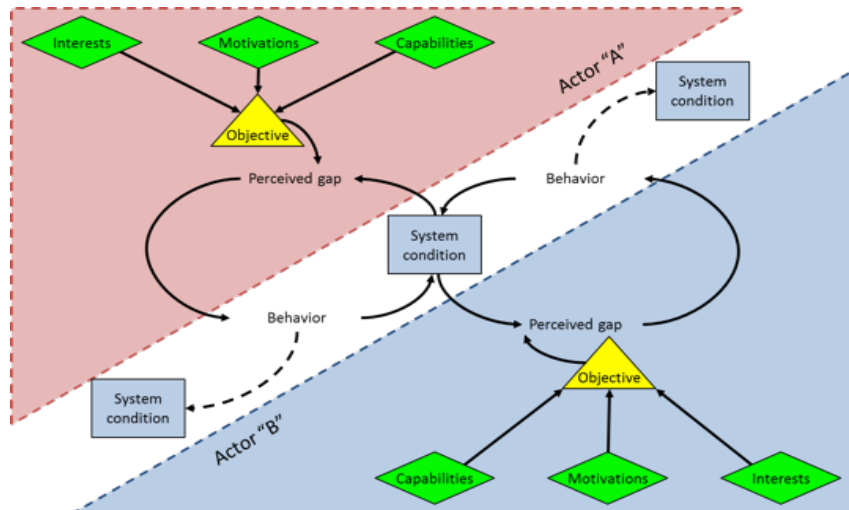 Interests
Motivations
Capabilities
Actor "A"
System
condition
Objective
Perceived gap
Behavior
System
condition
Behavior
Perceived gap
Objective
System
condition
Actor "B"
Capabilities
Motivations
Interests